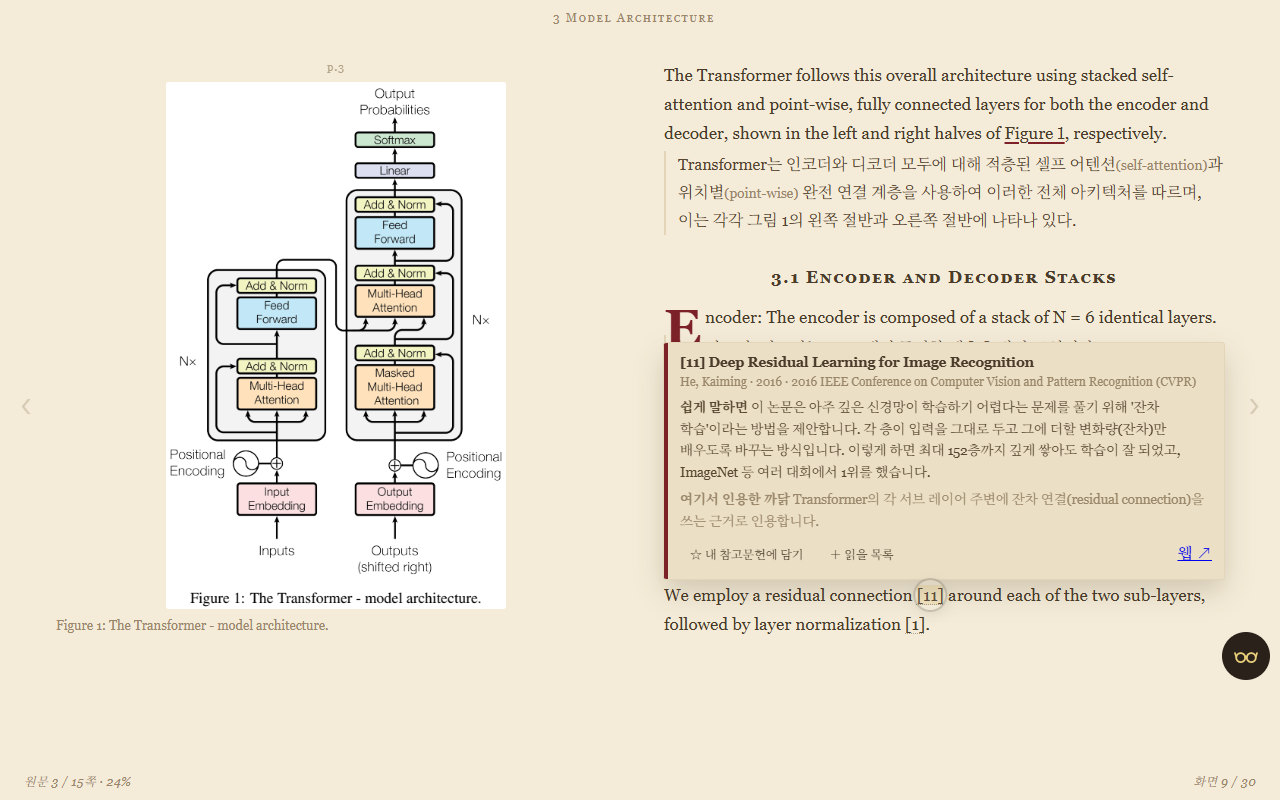 3 Model Architecture
p.3
Output
Probabilities
Softmax
Linear
Add & Norm
Feed
Forward
Add & Norm
Multi-Head
Attention
Add & Norm
Masked
Multi-Head
Attention
Nx
Add & Norm
Feed
Forward
Add & Norm
Multi-Head
Attention
Nx
Positional
Encoding
Positional
Encoding
Input
Embedding
Output
Embedding
Inputs
Outputs
(shifted right)
Figure 1: The Transformer - model architecture.
Figure 1: The Transformer - model architecture.
The Transformer follows this overall architecture using stacked self-
attention and point-wise, fully connected layers for both the encoder and
decoder, shown in the left and right halves of Figure 1, respectively.
Transformer는 인코더와 디코더 모두에 대해 적층된 셀프 어텐션(self-attention)과
위치별(point-wise) 완전 연결 계층을 사용하여 이러한 전체 아키텍처를 따르며,
이는 각각 그림 1의 왼쪽 절반과 오른쪽 절반에 나타나 있다.
3.1 Encoder and Decoder Stacks
Encoder: The encoder is composed of a stack of N = 6 identical layers.
[11] Deep Residual Learning for Image Recognition
He, Kaiming · 2016 · 2016 IEEE Conference on Computer Vision and Pattern Recognition (CVPR)
쉽게 말하면 이 논문은 아주 깊은 신경망이 학습하기 어렵다는 문제를 풀기 위해 '잔차
학습'이라는 방법을 제안합니다. 각 층이 입력을 그대로 두고 그에 더할 변화량(잔차)만
배우도록 바꾸는 방식입니다. 이렇게 하면 최대 152층까지 깊게 쌓아도 학습이 잘 되었고,
ImageNet 등 여러 대회에서 1위를 했습니다.
여기서 인용한 까닭 Transformer의 각 서브 레이어 주변에 잔차 연결(residual connection)을
쓰는 근거로 인용합니다.
☆ 내 참고문헌에 담기 + 읽을 목록 웹 ↗
We employ a residual connection [11] around each of the two sub-layers,
followed by layer normalization [1].
원문 3 / 15쪽 · 24%
화면 9 / 30